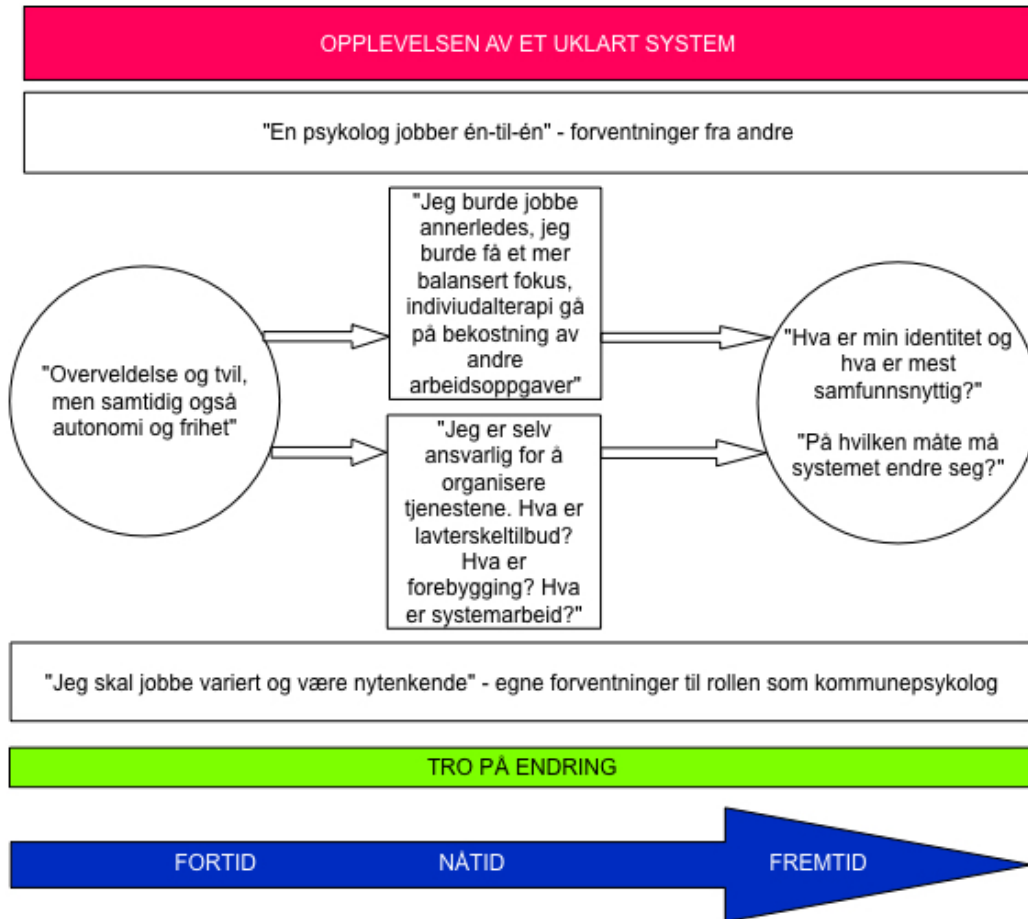 OPPLEVELSEN AV ET UKLART SYSTEM
"En psykolog jobber én-til-én" - forventninger fra andre
"Overveldelse og tvil,
men samtidig også
autonomi og frihet"
"Jeg burde jobbe
annerledes, jeg
burde få et mer
balansert fokus,
indiviudalterapi gå
på bekostning av
andre
arbeidsoppgaver"
"Jeg er selv
ansvarlig for å
organisere
tjenestene. Hva er
lavterskeltilbud?
Hva er
forebygging? Hva
er systemarbeid?"
"Hva er min identitet og
hva er mest
samfunnsnyttig?"
"På hvilken måte må
systemet endre seg?"
"Jeg skal jobbe variert og være nytenkende" - egne forventninger til rollen som kommunepsykolog
TRO PÅ ENDRING
FORTID NÅTID FREMTID